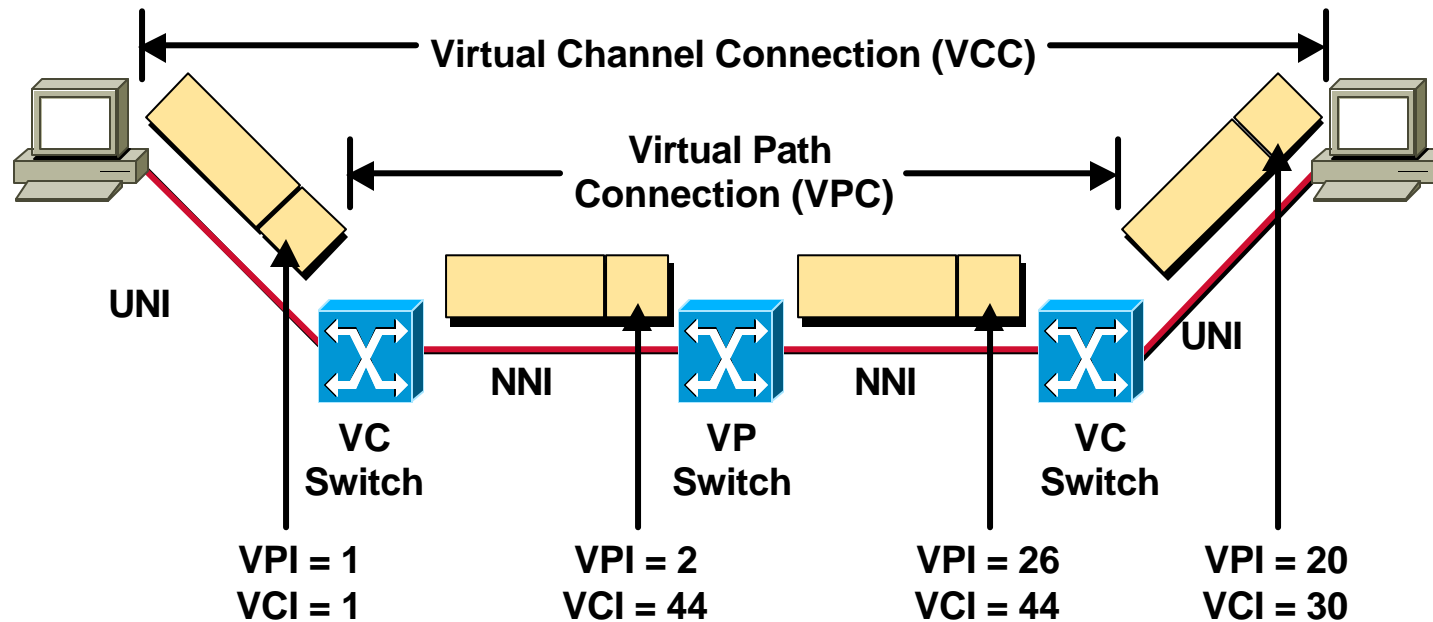 Virtual Channel Connection (VCC)
Virtual Path
Connection (VPC)
UNI
NNI
NNI
UNI
VC
Switch
VP
Switch
VC
Switch
VPI = 1
VCI = 1
VPI = 2
VCI = 44
VPI = 26
VCI = 44
VPI = 20
VCI = 30